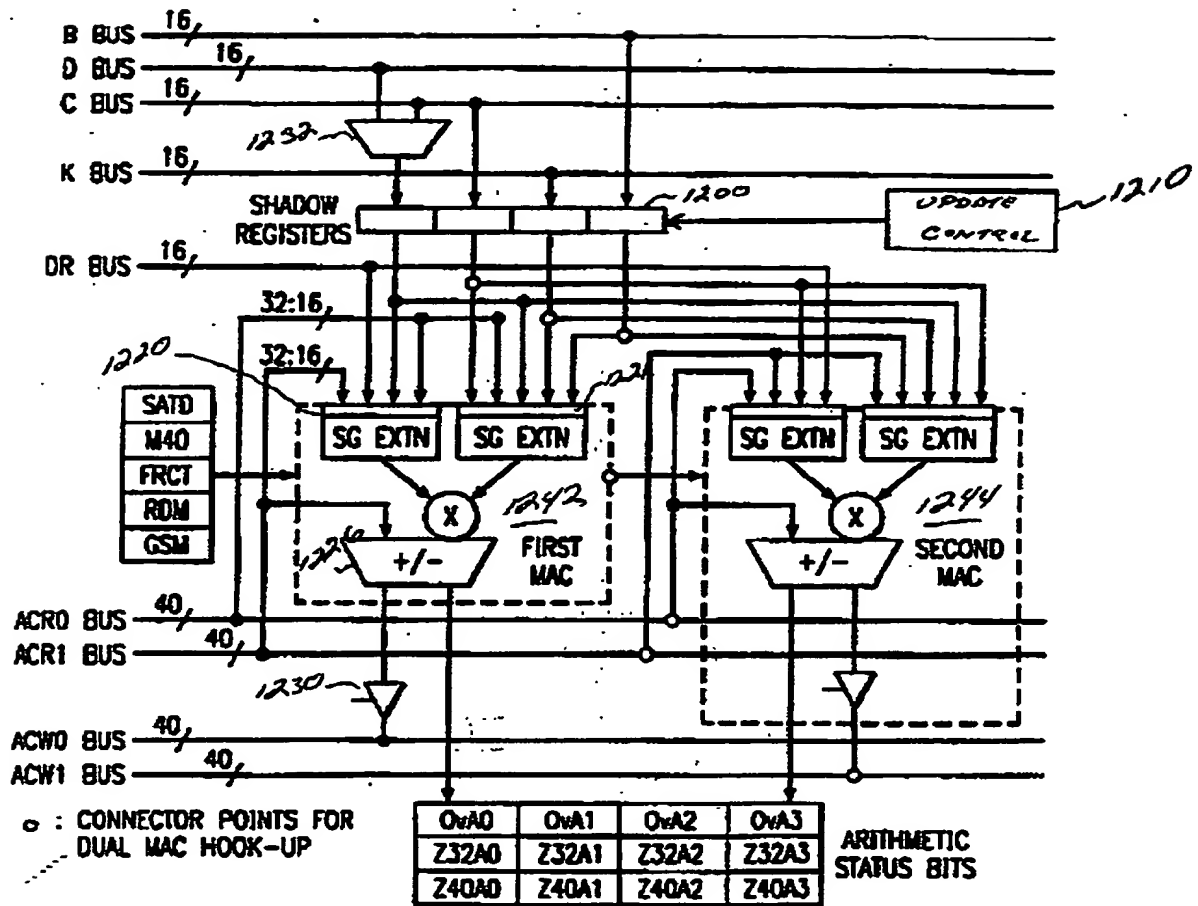 B BUS 16
D BUS 16
C BUS 16
1232
K BUS 16
SHADOW REGISTERS
1200
UPDATE CONTROL
1210
DR BUS 16
32:16
32:16
1220
SATD
M40
FRCT
RDM
GSM
SG EXTN
SG EXTN
SG EXTN
SG EXTN
X
1242
X
1244
+/-
FIRST MAC
+/-
SECOND MAC
ACR0 BUS 40
ACR1 BUS 40
1230
ACW0 BUS 40
ACW1 BUS 40
o : CONNECTOR POINTS FOR
DUAL MAC HOOK-UP
OvA0 OvA1 OvA2 OvA3
Z32A0 Z32A1 Z32A2 Z32A3
Z40A0 Z40A1 Z40A2 Z40A3
ARITHMETIC
STATUS BITS